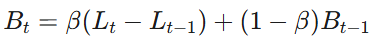 B_t = β(L_t − L_{t−1}) + (1 − β)B_{t−1}